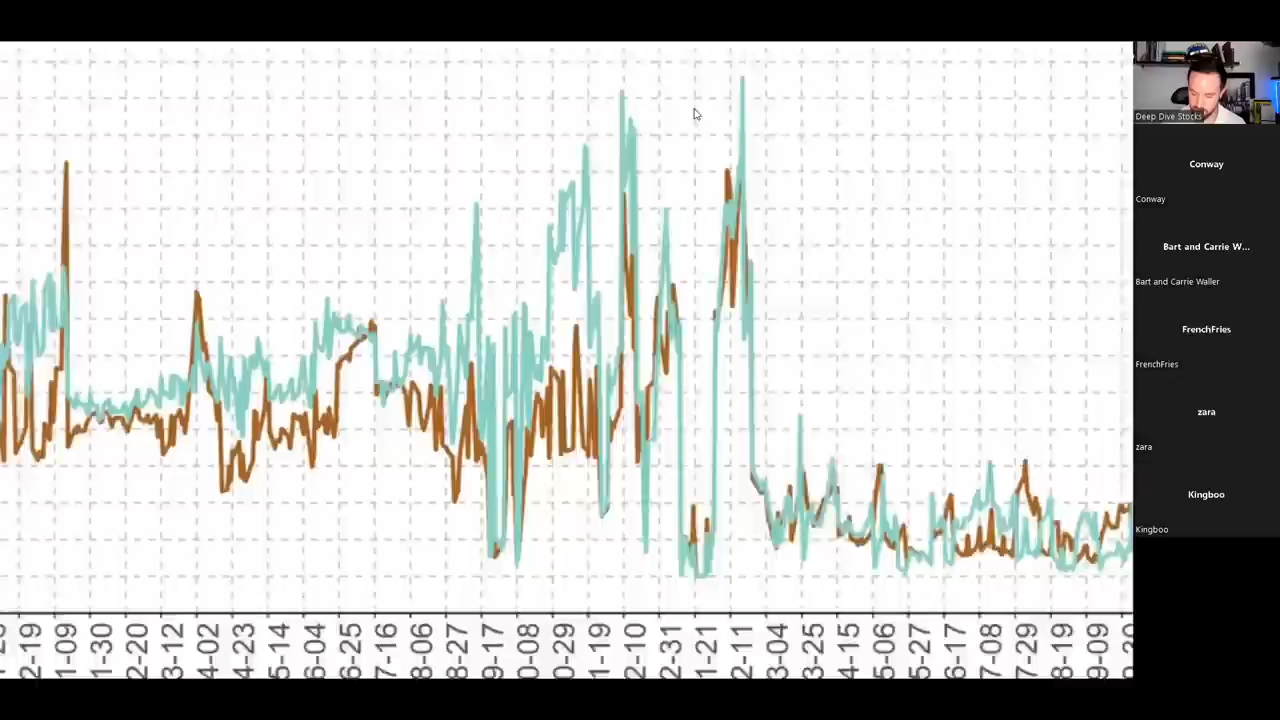 2-19
1-09
1-30
2-20
3-12
4-02
4-23
5-14
6-04
6-25
7-16
8-06
8-27
9-17
0-08
0-29
1-19
2-10
2-31
1-21
2-11
3-04
3-25
4-15
5-06
6-17
7-08
7-29
8-19
9-09
Deep Dive Stocks
Conway
Conway
Bart and Carrie W...
Bart and Carrie Waller
FrenchFries
FrenchFries
zara
zara
Kingboo
Kingboo